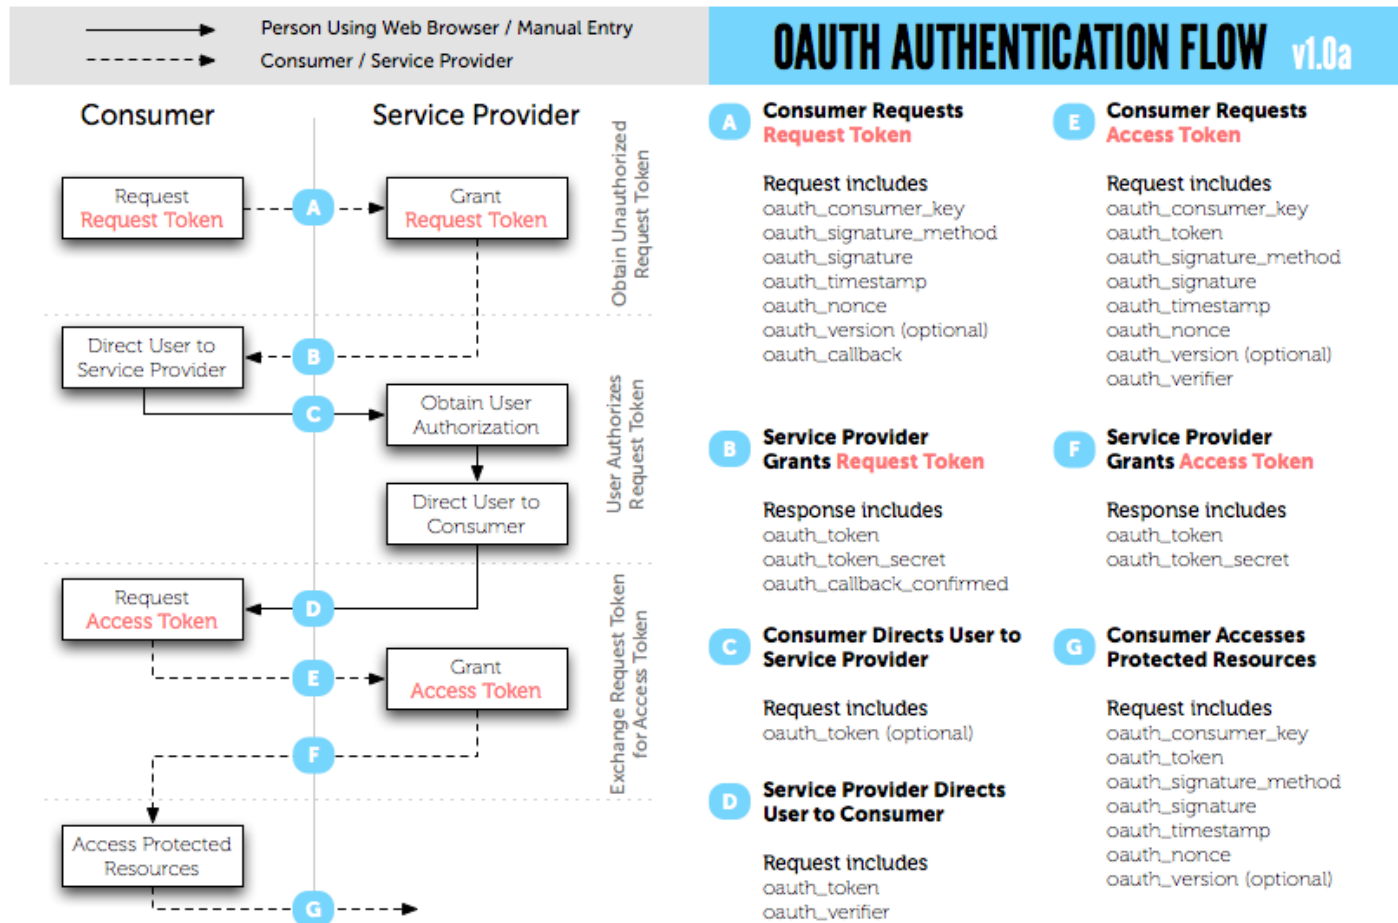 Person Using Web Browser / Manual Entry
Consumer / Service Provider
OAUTH AUTHENTICATION FLOW v1.0a
Consumer
Service Provider
Request
Request Token
A
Grant
Request Token
Obtain Unauthorized
Request Token
Direct User to
Service Provider
B
C
Obtain User
Authorization
Direct User to
Consumer
User Authorizes
Request Token
Request
Access Token
D
E
Grant
Access Token
F
Exchange Request Token
for Access Token
Access Protected
Resources
G
A
Consumer Requests
Request Token
Request includes
oauth_consumer_key
oauth_signature_method
oauth_signature
oauth_timestamp
oauth_nonce
oauth_version (optional)
oauth_callback
B
Service Provider
Grants Request Token
Response includes
oauth_token
oauth_token_secret
oauth_callback_confirmed
C
Consumer Directs User to
Service Provider
Request includes
oauth_token (optional)
D
Service Provider Directs
User to Consumer
Request includes
oauth_token
oauth_verifier
E
Consumer Requests
Access Token
Request includes
oauth_consumer_key
oauth_token
oauth_signature_method
oauth_signature
oauth_timestamp
oauth_nonce
oauth_version (optional)
oauth_verifier
F
Service Provider
Grants Access Token
Response includes
oauth_token
oauth_token_secret
G
Consumer Accesses
Protected Resources
Request includes
oauth_consumer_key
oauth_token
oauth_signature_method
oauth_signature
oauth_timestamp
oauth_nonce
oauth_version (optional)